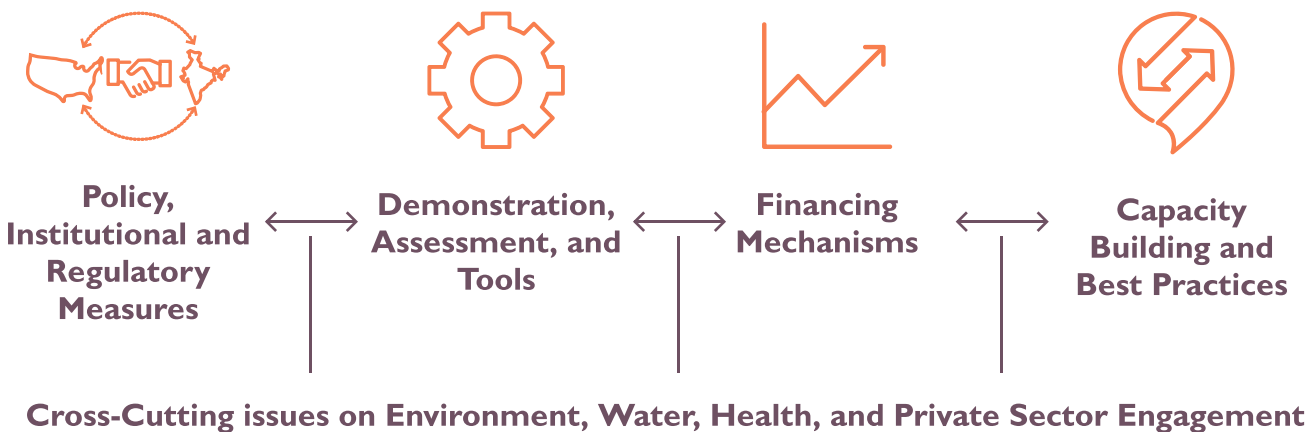 Policy,
Institutional and
Regulatory
Measures
Demonstration,
Assessment, and
Tools
Financing
Mechanisms
Capacity
Building and
Best Practices
Cross-Cutting issues on Environment, Water, Health, and Private Sector Engagement